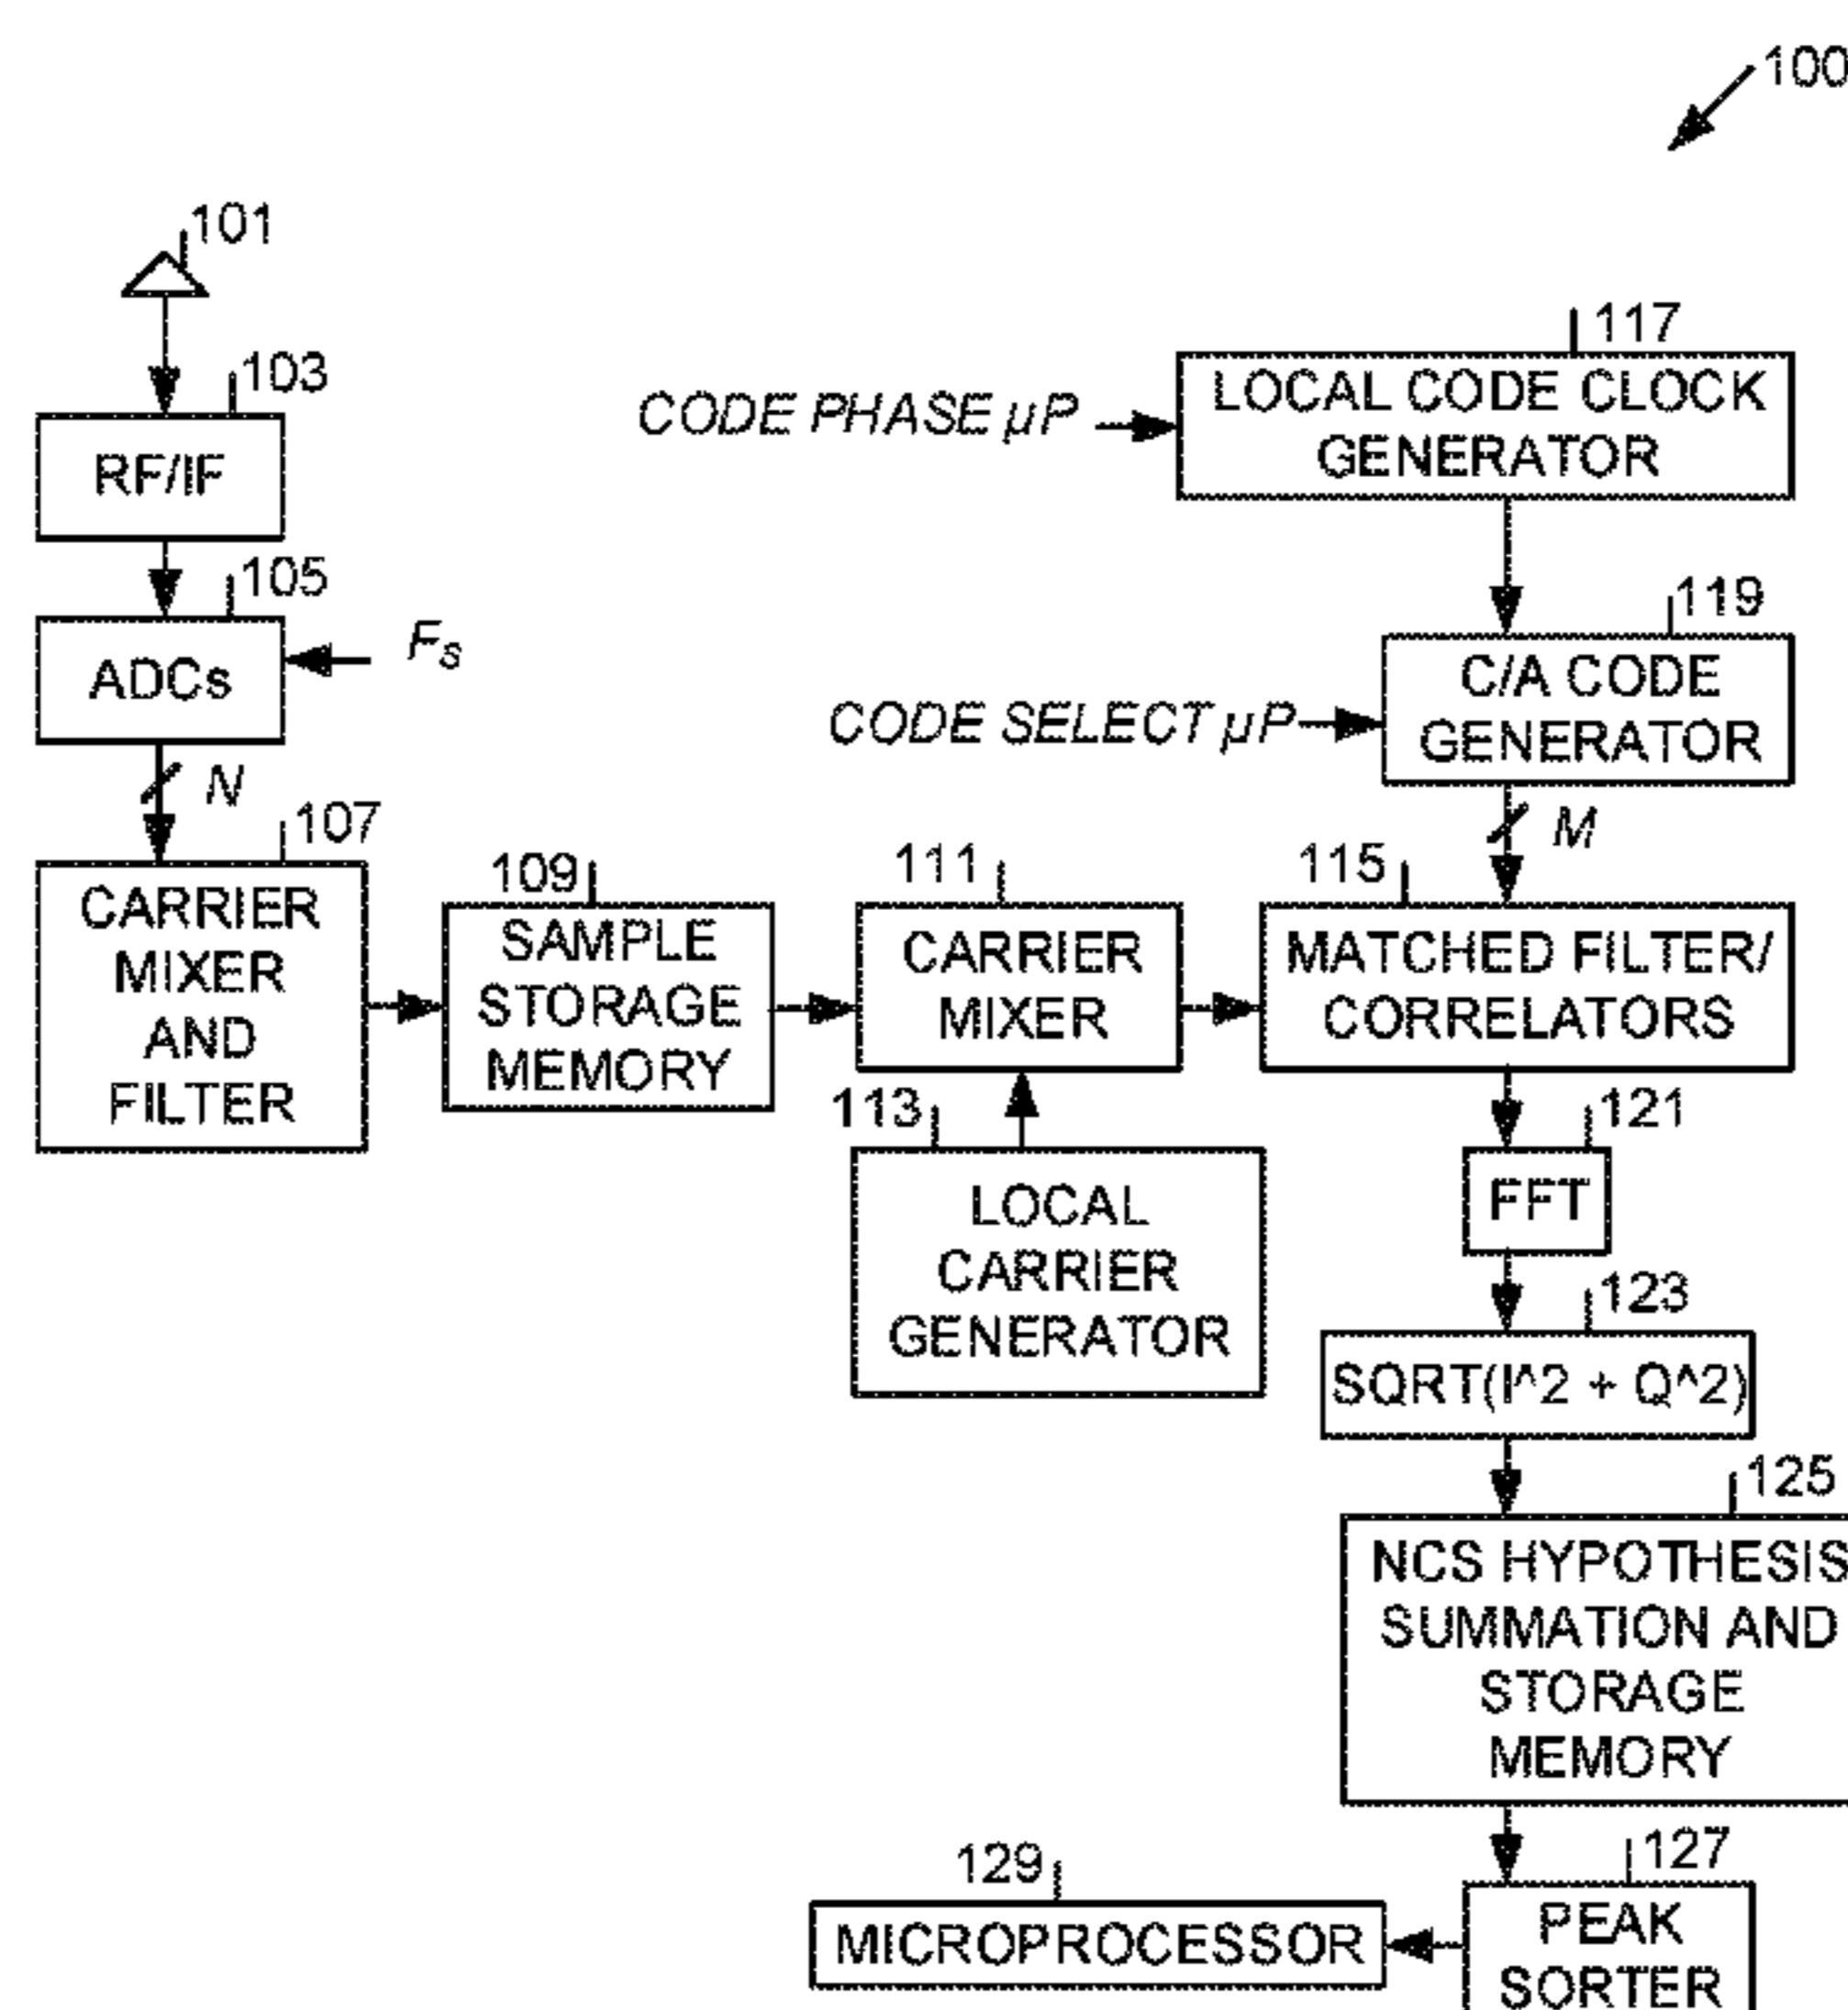 100
101
103
RF/IF
105
ADCs
Fs
N
107
CARRIER
MIXER
AND
FILTER
109
SAMPLE
STORAGE
MEMORY
111
CARRIER
MIXER
113
LOCAL
CARRIER
GENERATOR
CODE PHASE µP
117
LOCAL CODE CLOCK
GENERATOR
CODE SELECT µP
119
C/A CODE
GENERATOR
M
115
MATCHED FILTER/
CORRELATORS
121
FFT
123
SQRT(I^2 + Q^2)
125
NCS HYPOTHESIS
SUMMATION AND
STORAGE
MEMORY
127
PEAK
SORTER
129
MICROPROCESSOR